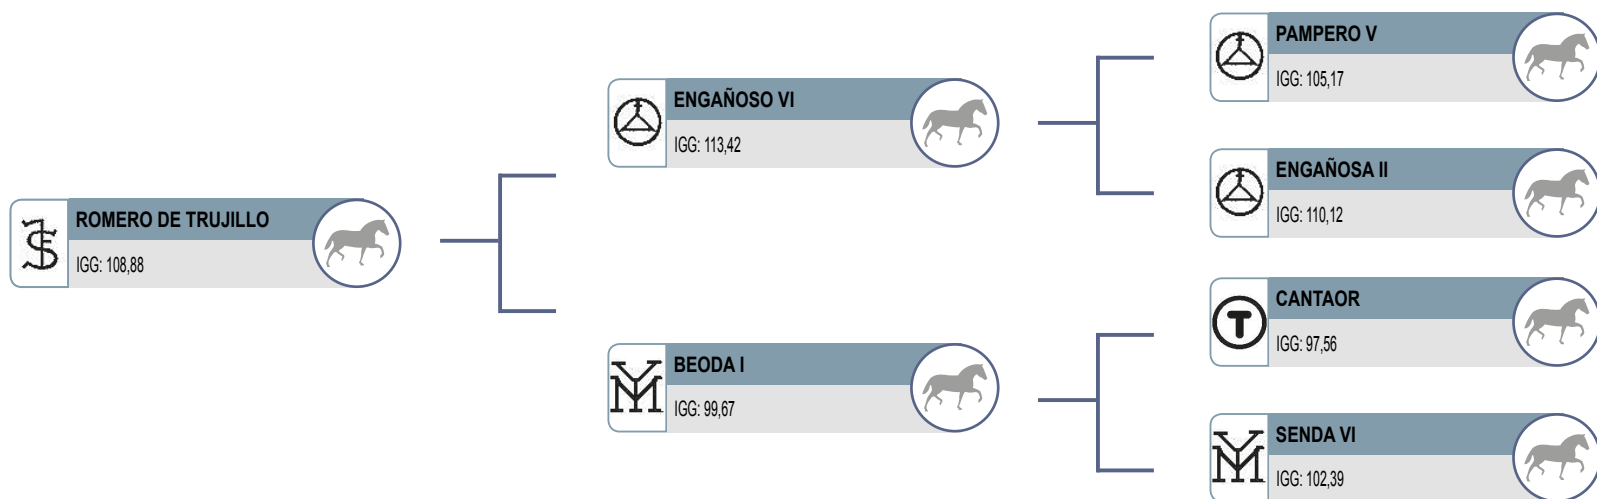 ROMERO DE TRUJILLO
IGG: 108,88
ENGAÑOSO VI
IGG: 113,42
BEODA I
IGG: 99,67
PAMPERO V
IGG: 105,17
ENGAÑOSA II
IGG: 110,12
T
CANTAOR
IGG: 97,56
SENDA VI
IGG: 102,39